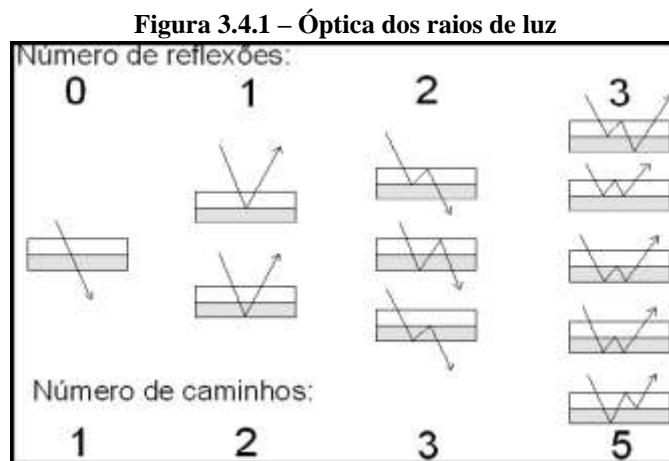 Figura 3.4.1 – Óptica dos raios de luz
Número de reflexões:
0 1 2 3
Número de caminhos:
1 2 3 5